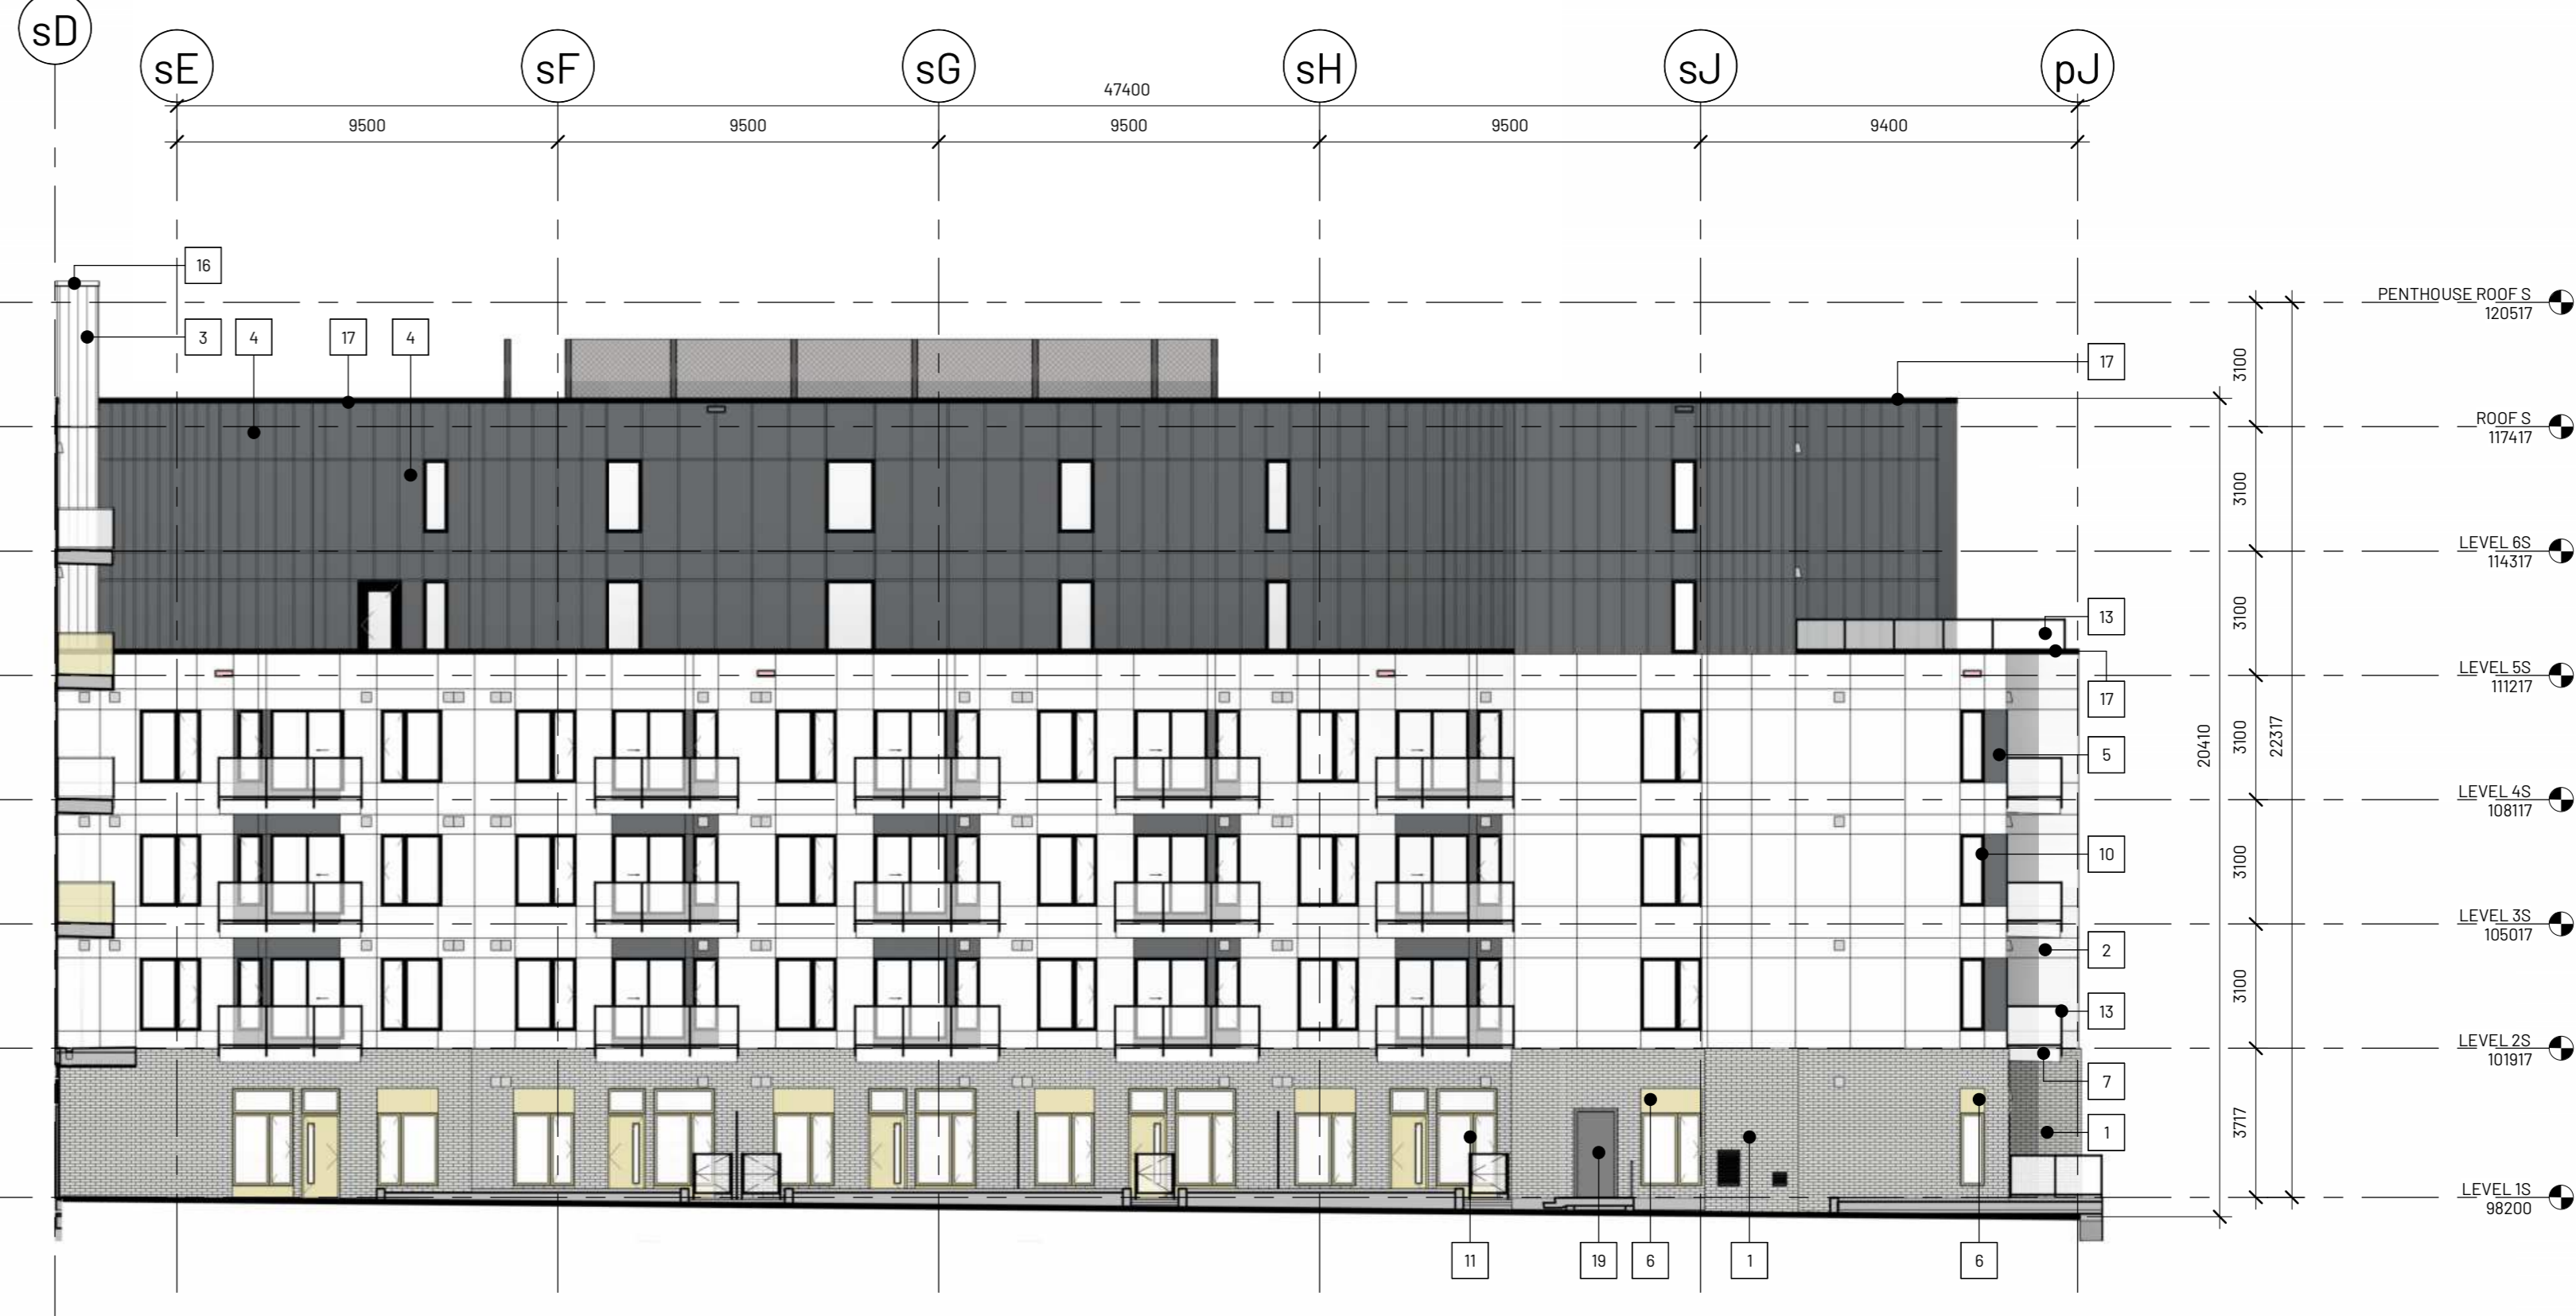 sD
sE
sF
sG
sH
sJ
pJ
47400
9500
9500
9500
9500
9400
16
3
4
17
4
17
13
17
5
10
2
13
7
1
11
19
6
1
6
3100
3100
3100
3100
3100
3100
3717
20410
22317
PENTHOUSE ROOF S
120517
ROOF S
117417
LEVEL 6S
114317
LEVEL 5S
111217
LEVEL 4S
108117
LEVEL 3S
105017
LEVEL 2S
101917
LEVEL 1S
98200